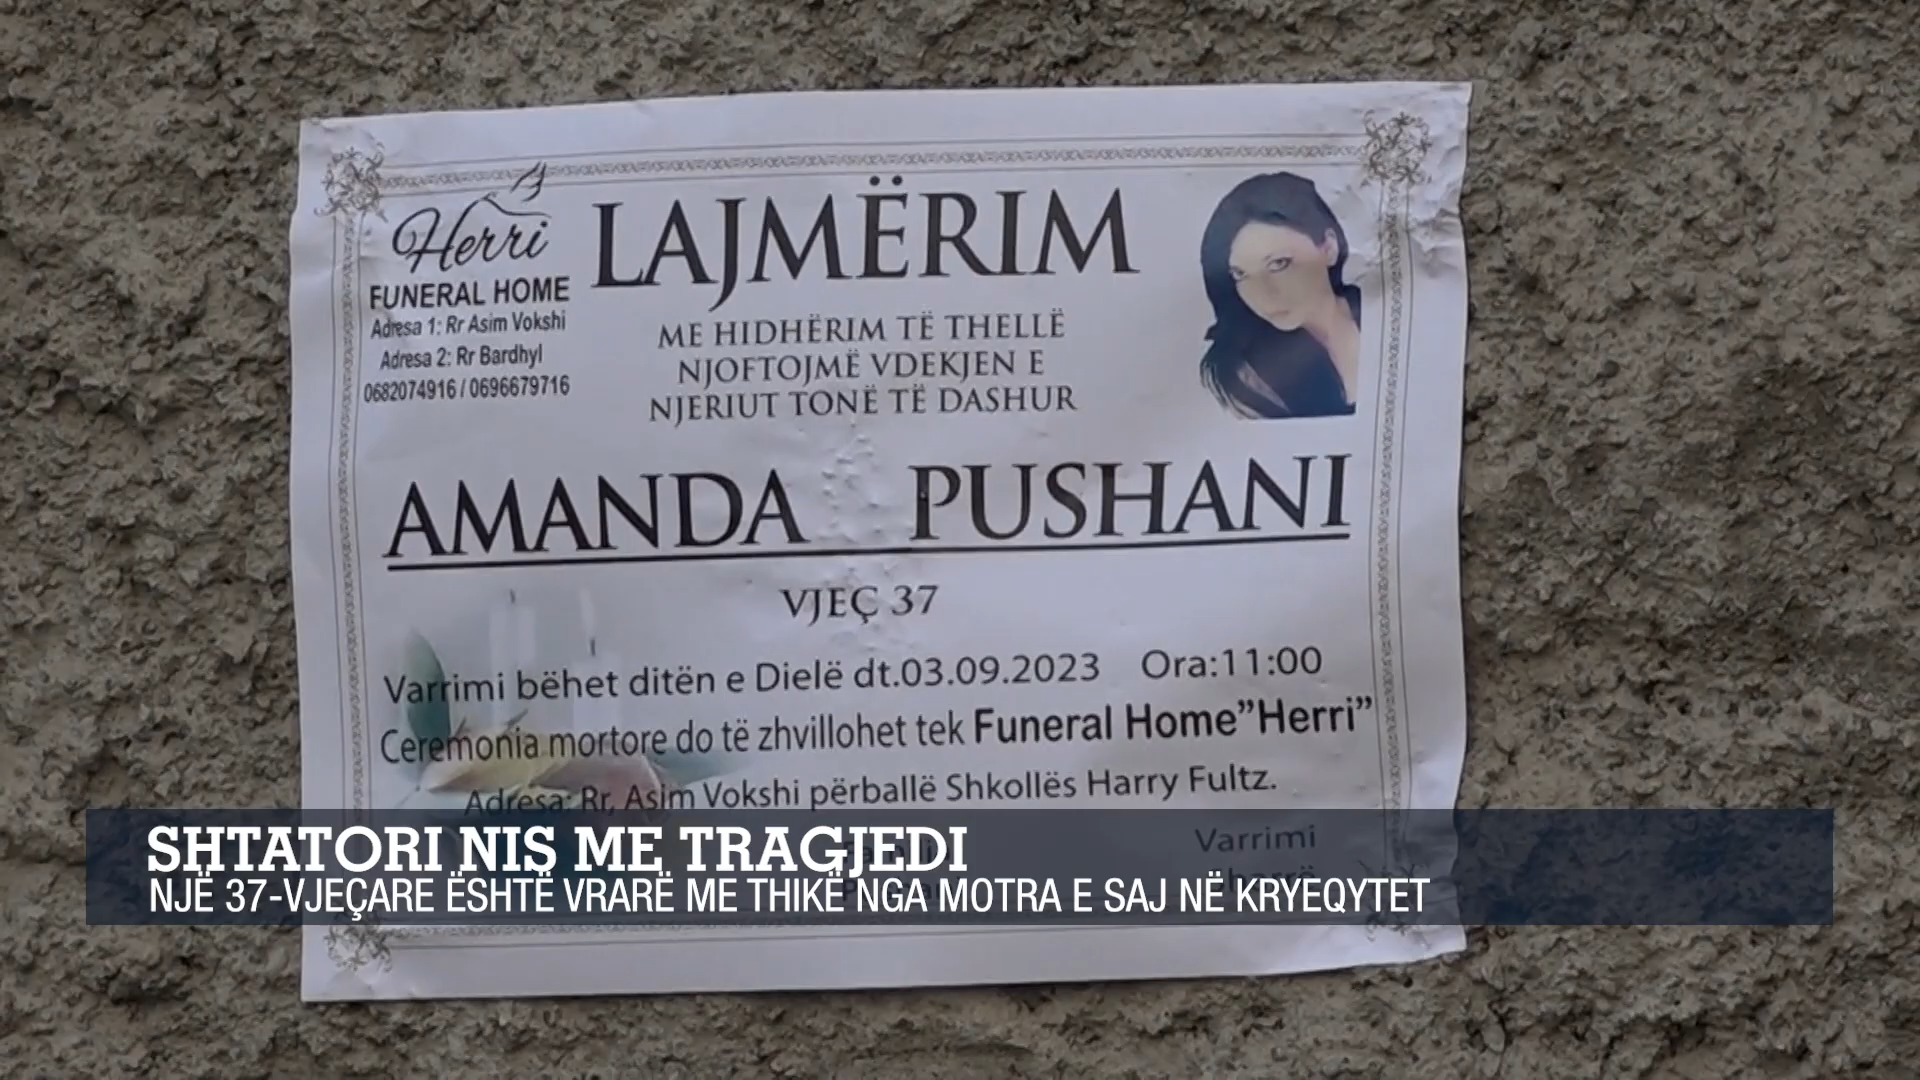 Herri
FUNERAL HOME
Adresa 1: Rr Asim Vokshi
Adresa 2: Rr Bardhyl
0682074916 / 0696679716
LAJMËRIM
ME HIDHËRIM TË THELLË
NJOFTOJMË VDEKJEN E
NJERIUT TONË TË DASHUR
AMANDA PUSHANI
VJEÇ 37
Varrimi bëhet ditën e Dielë dt.03.09.2023 Ora:11:00
Ceremonia mortore do të zhvillohet tek Funeral Home"Herri"
Adresa: Rr, Asim Vokshi përballë Shkollës Harry Fultz.
Varrimi
SHTATORI NIS ME TRAGJEDI
NJË 37-VJEÇARE ËSHTË VRARË ME THIKË NGA MOTRA E SAJ NË KRYEQYTET